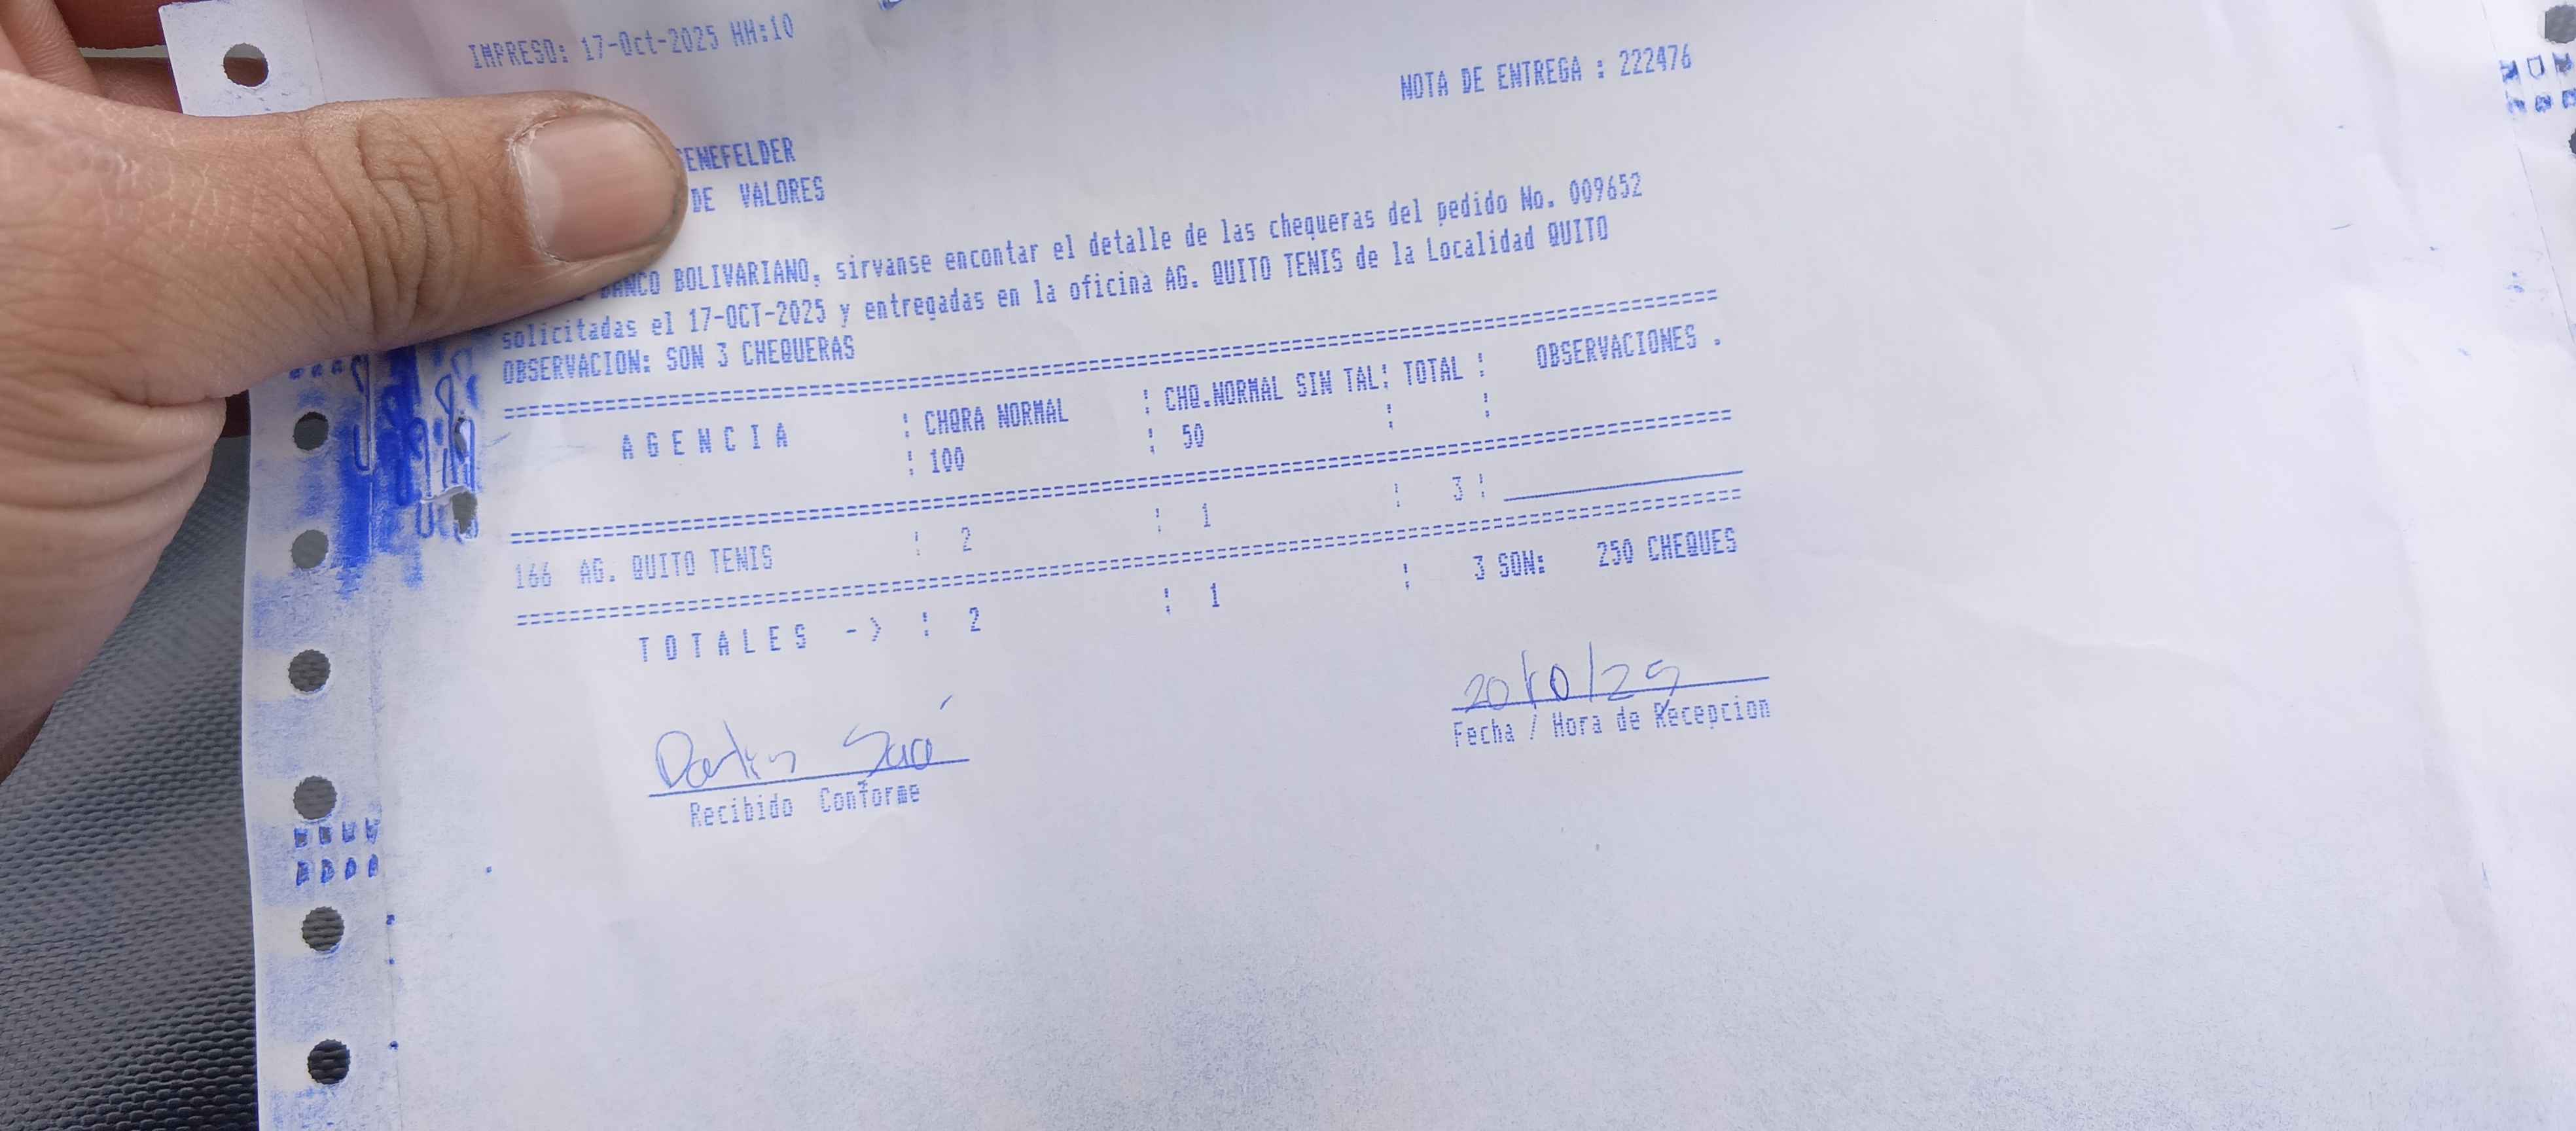 IMPRESO: 17-Oct-2025 HH:10
NOTA DE ENTREGA : 222476
ENEFELDER
DE VALORES
BANCO BOLIVARIANO, sirvanse encontar el detalle de las chequeras del pedido No. 009652
solicitadas el 17-OCT-2025 y entregadas en la oficina AG. QUITO TENIS de la Localidad QUITO
OBSERVACION: SON 3 CHEQUERAS
A G E N C I A : CHQRA NORMAL : CHQ.NORMAL SIN TAL: TOTAL : OBSERVACIONES .
: 100 : 50 : :
166 AG. QUITO TENIS : 2 : 1 : 3 :
T O T A L E S -> : 2 : 1 : 3 SON: 250 CHEQUES
20/10/25
Recibido Conforme
Fecha / Hora de Recepcion